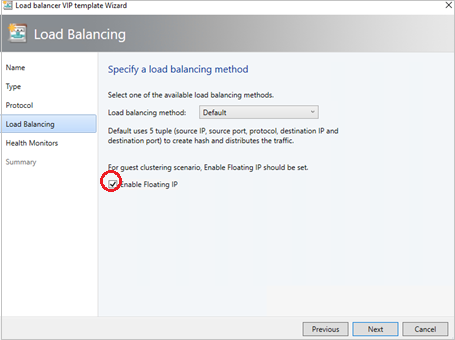 Load balancer VIP template Wizard
Load Balancing
Name
Type
Protocol
Load Balancing
Health Monitors
Summary
Specify a load balancing method
Select one of the available load balancing methods.
Load balancing method: Default
Default uses 5 tuple (source IP, source port, protocol, destination IP and
destination port) to create hash and distributes the traffic.
For guest clustering scenario, Enable Floating IP should be set.
Enable Floating IP
Previous Next Cancel